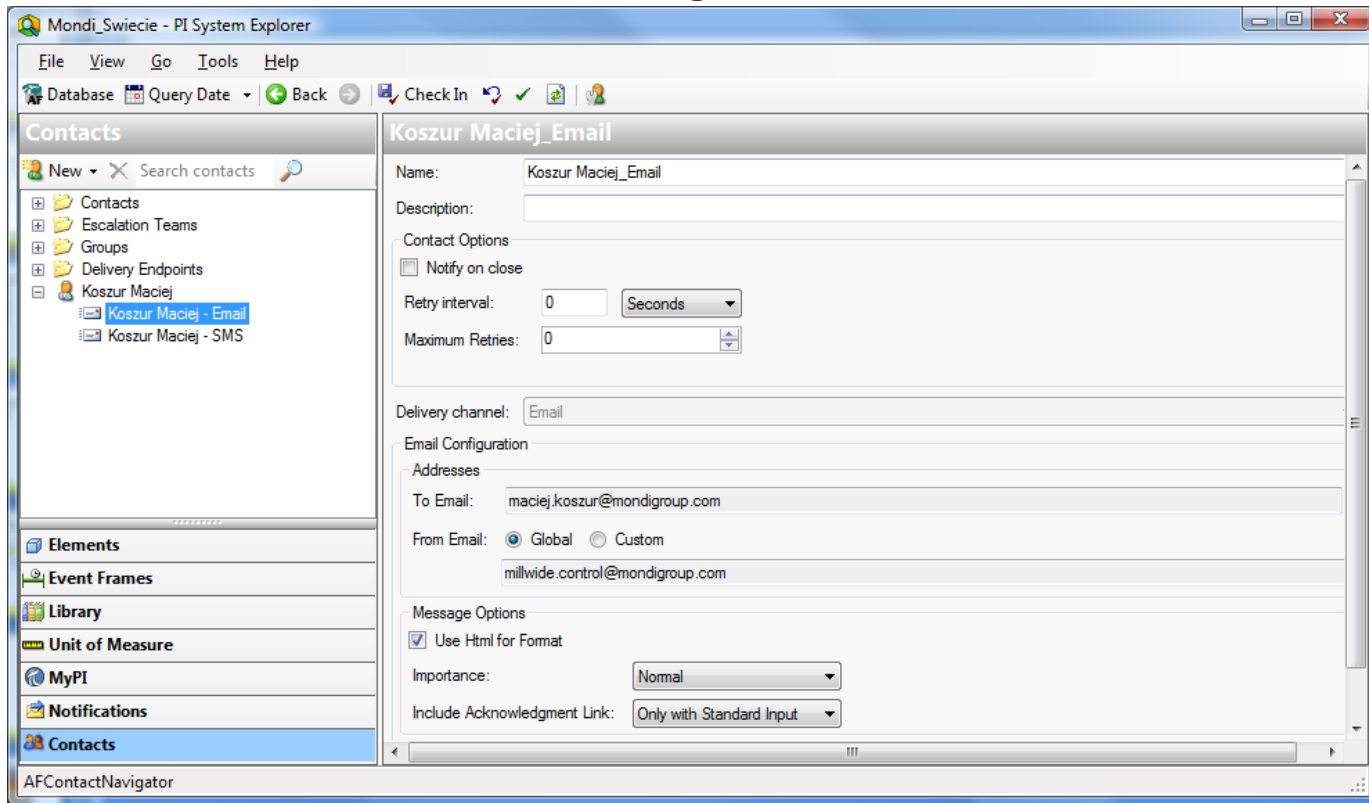 Mondi_Swiecie - PI System Explorer
File View Go Tools Help
Database Query Date Back Check In
Contacts
New Search contacts
Contacts
Escalation Teams
Groups
Delivery Endpoints
Koszur Maciej
Koszur Maciej - Email
Koszur Maciej - SMS
Elements
Event Frames
Library
Unit of Measure
MyPI
Notifications
Contacts
Koszur Maciej_Email
Name: Koszur Maciej_Email
Description:
Contact Options
Notify on close
Retry interval: 0 Seconds
Maximum Retries: 0
Delivery channel: Email
Email Configuration
Addresses
To Email: maciej.koszur@mondigroup.com
From Email: Global Custom
millwide.control@mondigroup.com
Message Options
Use Html for Format
Importance: Normal
Include Acknowledgment Link: Only with Standard Input
AFContactNavigator